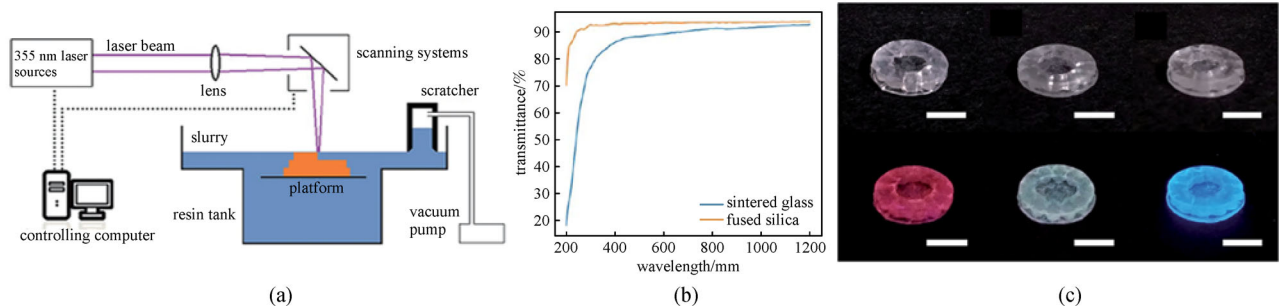 355 nm laser
sources
laser beam
lens
scanning systems
scratcher
slurry
platform
resin tank
vacuum
pump
controlling computer
(a)
transmittance/%
90
80
70
60
50
40
30
20
sintered glass
fused silica
200
400
600
800
1000
1200
wavelength/mm
(b)
(c)